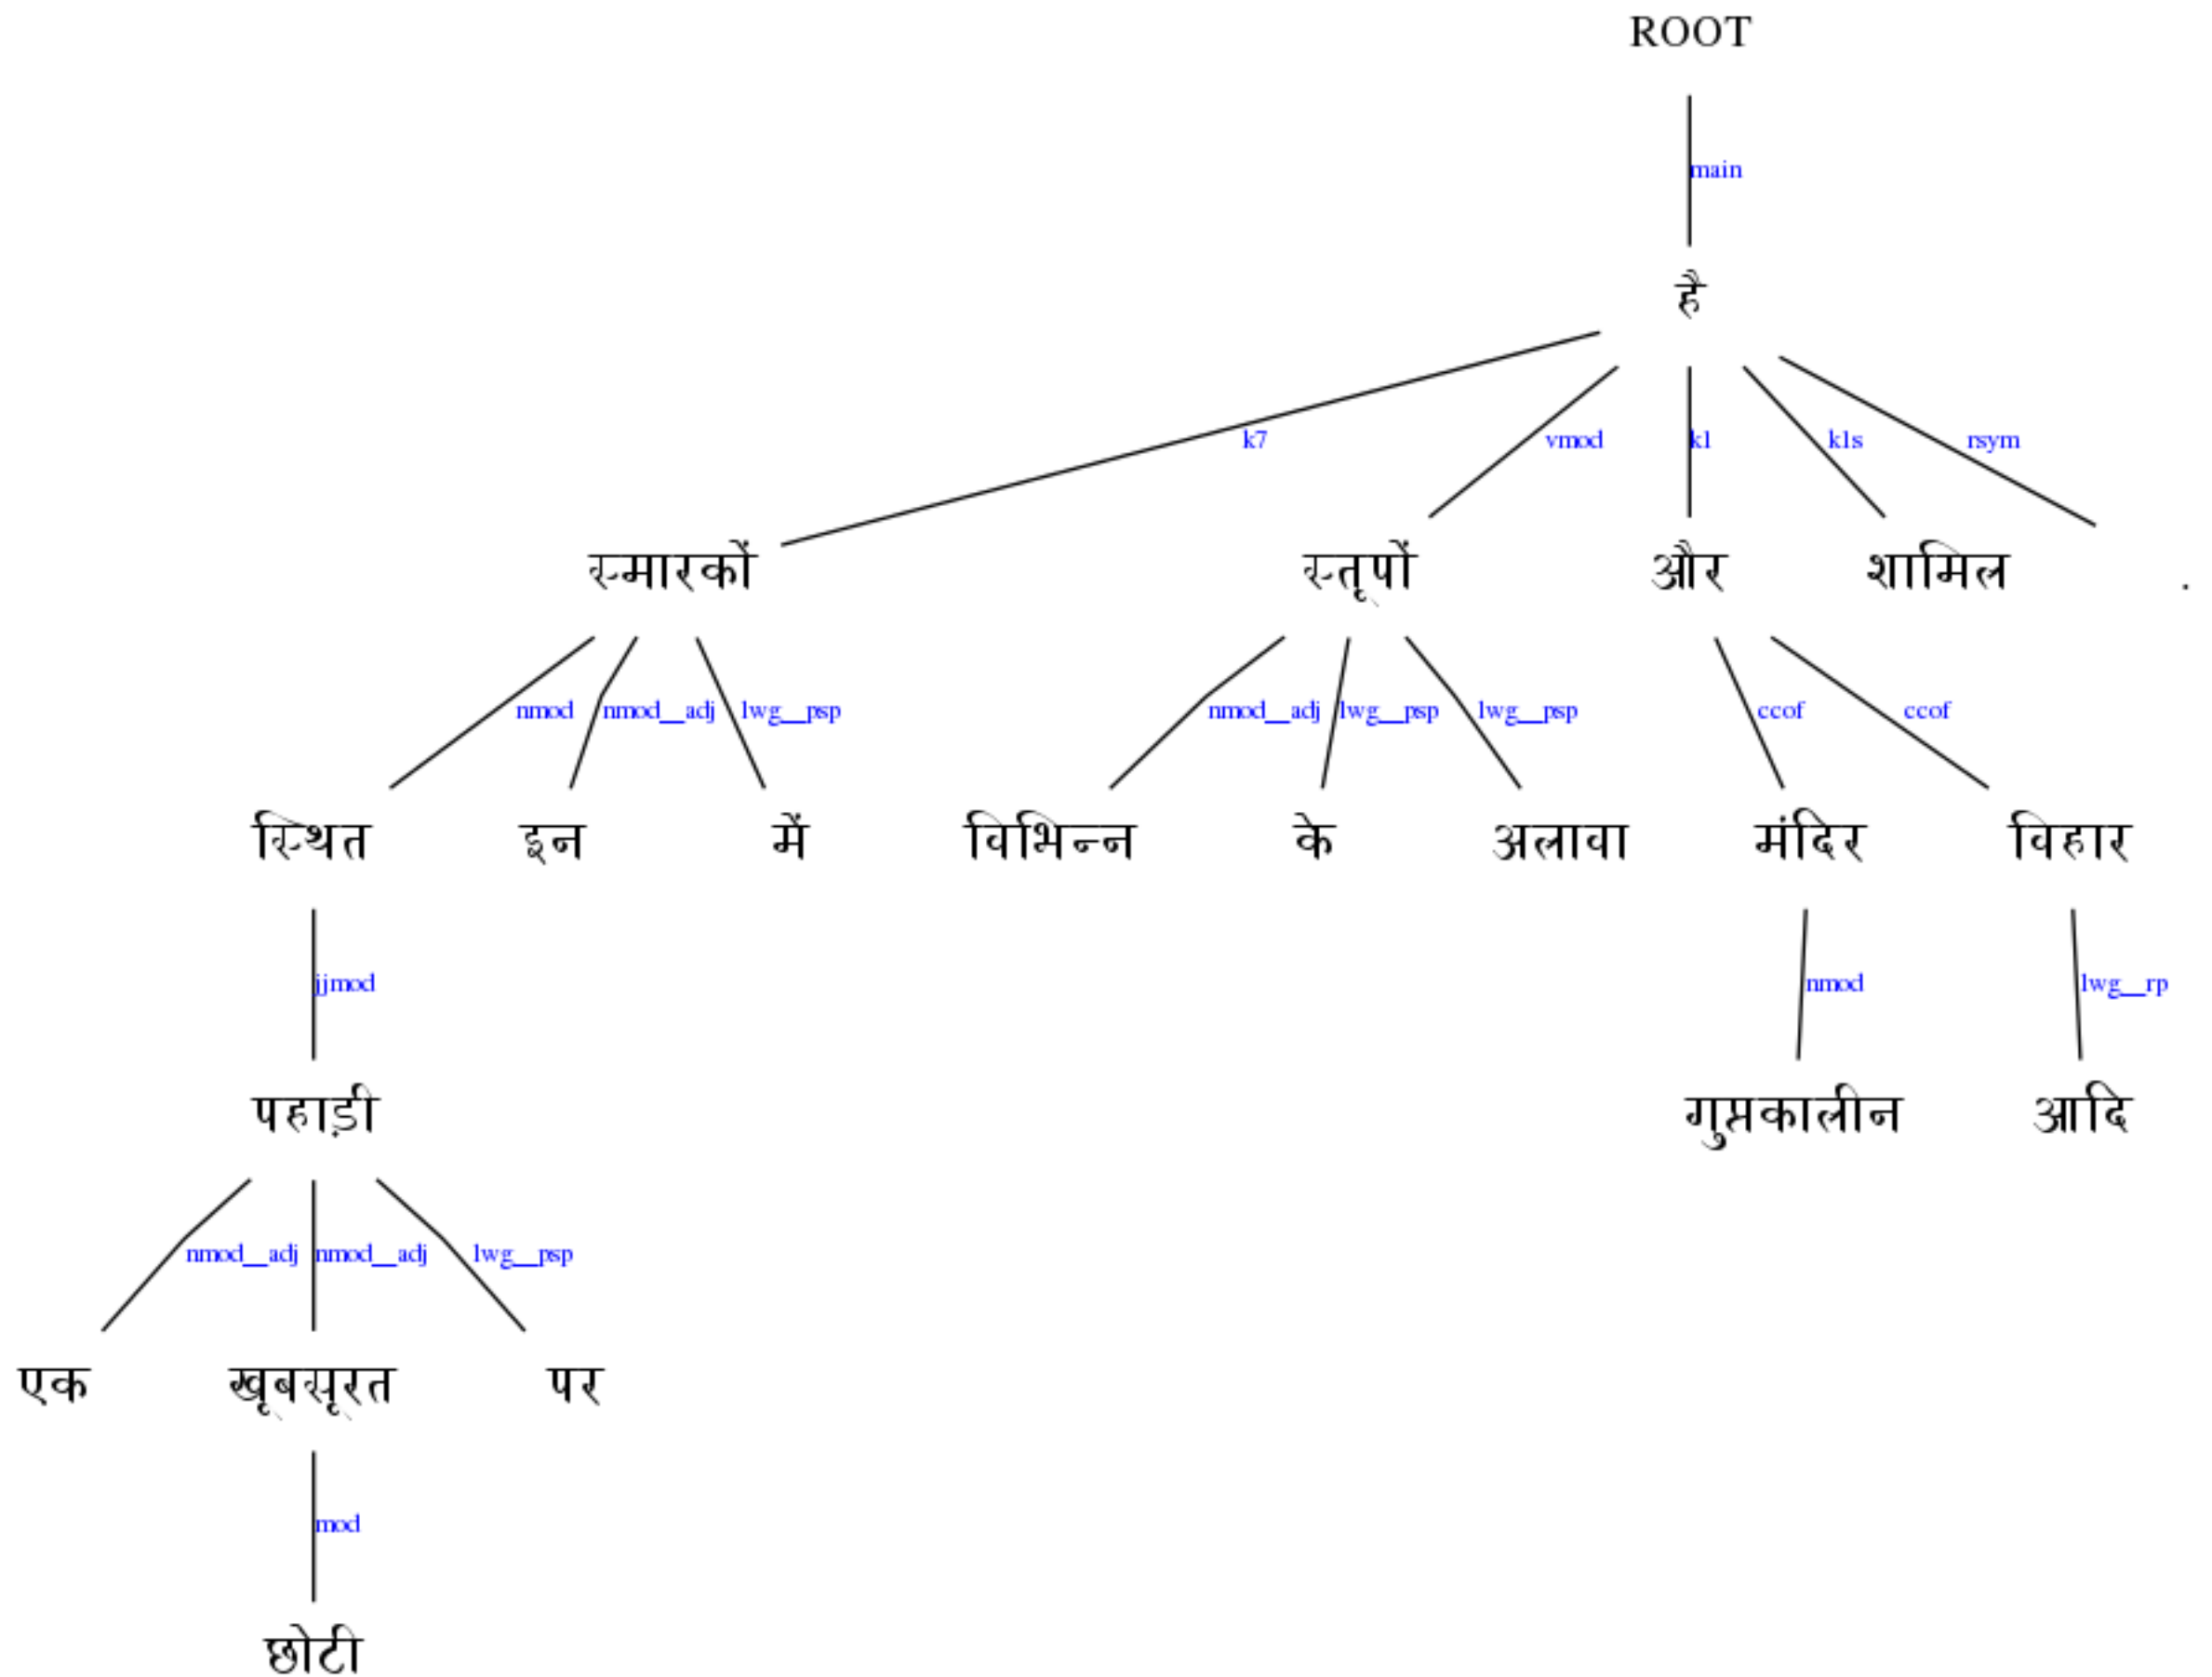 ROOT
main
है
k7 vmod k1 k1s rsym
स्मारकों स्तूपों और शामिल .
nmod nmod__adj lwg__psp nmod__adj lwg__psp lwg__psp ccof ccof
स्थित इन में विभिन्न के अलावा मंदिर विहार
jjmod nmod lwg__rp
पहाड़ी गुप्तकालीन आदि
nmod__adj nmod__adj lwg__psp
एक खूबसूरत पर
mod
छोटी